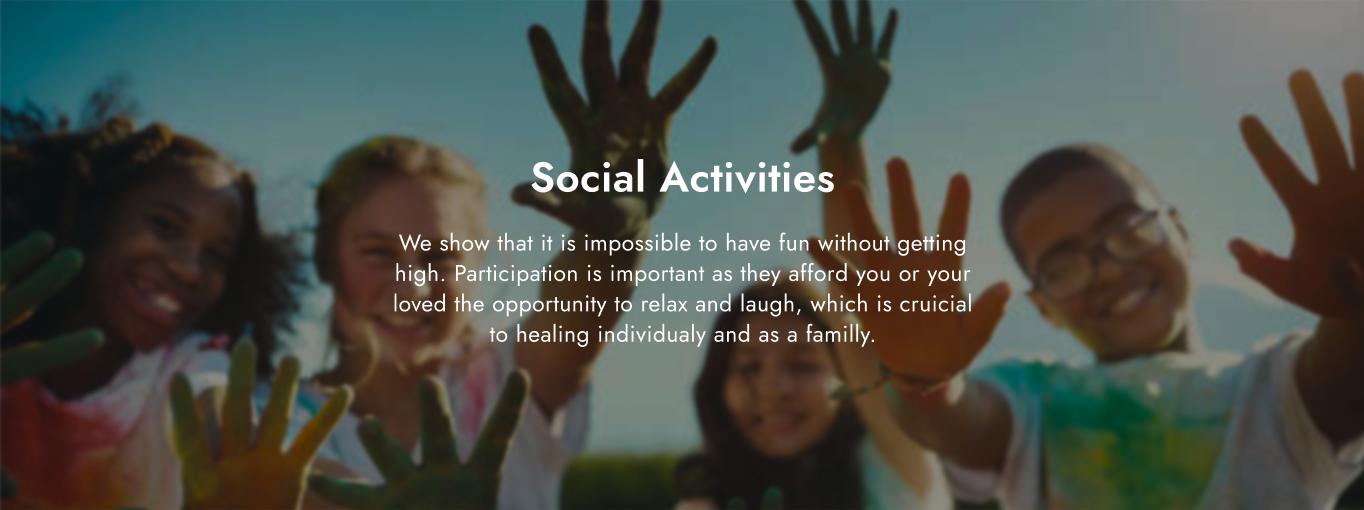 Social Activities
We show that it is impossible to have fun without getting
high. Participation is important as they afford you or your
loved the opportunity to relax and laugh, which is cruicial
to healing individualy and as a familly.